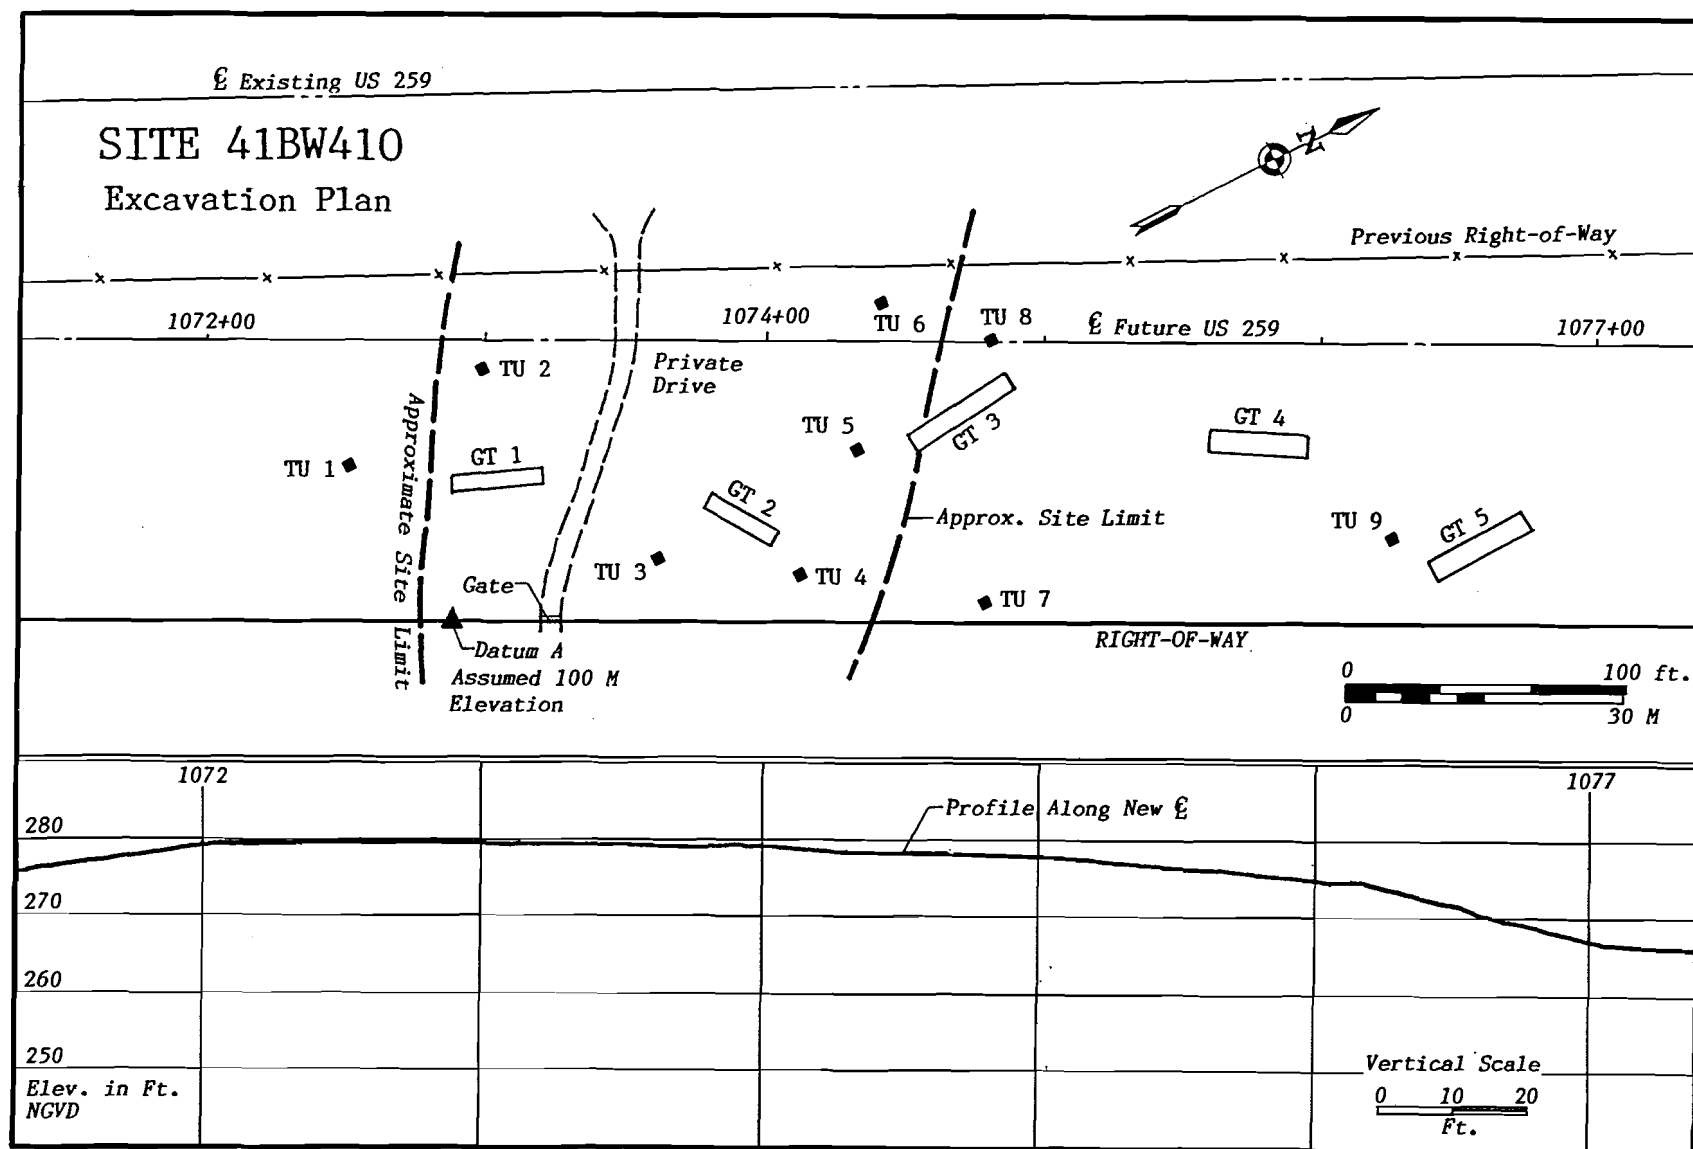 ℄ Existing US 259
SITE 41BW410
Excavation Plan
N
Previous Right-of-Way
1072+00
1074+00
TU 6
TU 8
℄ Future US 259
1077+00
TU 2
Private
Drive
Approximate Site Limit
TU 5
GT 3
GT 4
TU 1
GT 1
GT 2
Approx. Site Limit
TU 9
GT 5
TU 3
Gate
TU 4
TU 7
RIGHT-OF-WAY
Datum A
Assumed 100 M
Elevation
0 100 ft.
0 30 M
1072
1077
Profile Along New ℄
280
270
260
250
Elev. in Ft.
NGVD
Vertical Scale
0 10 20
Ft.